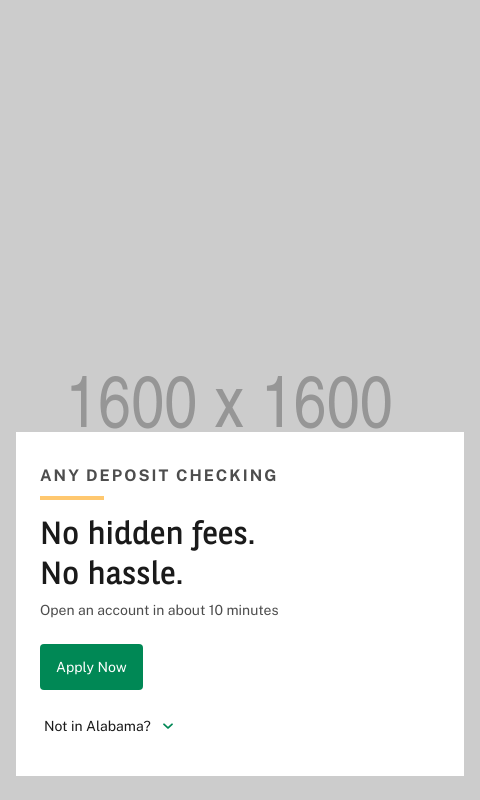 1600 x 1600
ANY DEPOSIT CHECKING
No hidden fees.
No hassle.
Open an account in about 10 minutes
Apply Now
Not in Alabama?